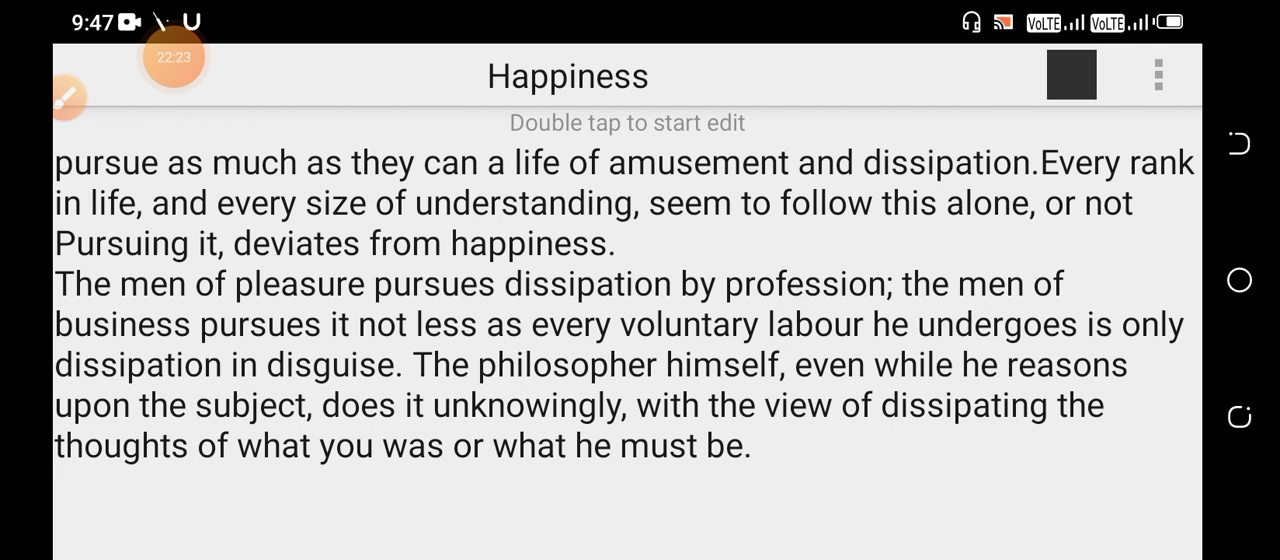 9:47
22:23
VoLTE VoLTE
Happiness
Double tap to start edit
pursue as much as they can a life of amusement and dissipation.Every rank
in life, and every size of understanding, seem to follow this alone, or not
Pursuing it, deviates from happiness.
The men of pleasure pursues dissipation by profession; the men of
business pursues it not less as every voluntary labour he undergoes is only
dissipation in disguise. The philosopher himself, even while he reasons
upon the subject, does it unknowingly, with the view of dissipating the
thoughts of what you was or what he must be.